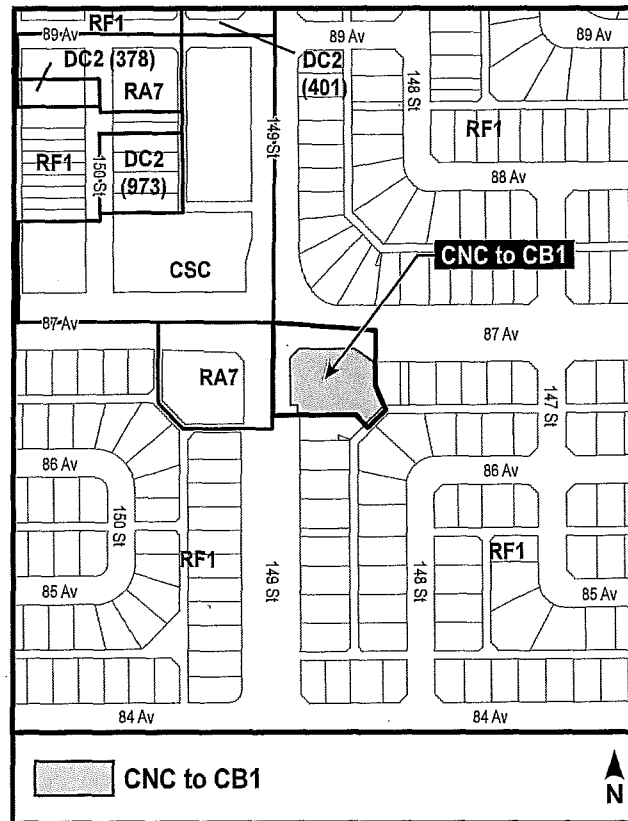 RF1
89 Av
89 Av
89 Av
DC2 (378)
DC2
(401)
RA7
148 St
149 St
RF1
RF1
150 St
DC2
(973)
88 Av
CSC
CNC to CB1
87 Av
87 Av
RA7
147 St
86 Av
86 Av
150 St
RF1
RF1
149 St
148 St
85 Av
85 Av
84 Av
84 Av
CNC to CB1
N